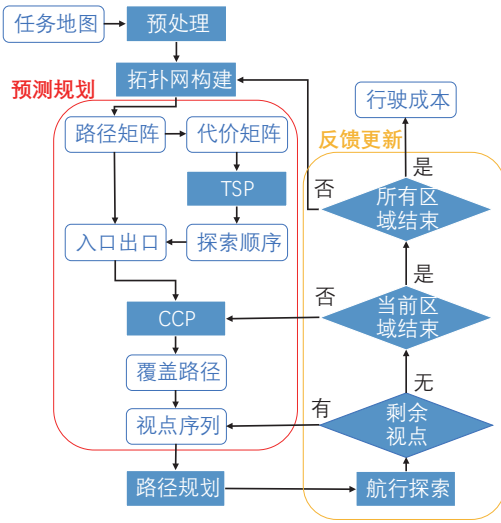 任务地图
预处理
拓扑网构建
预测规划
路径矩阵
代价矩阵
TSP
入口出口
探索顺序
CCP
覆盖路径
视点序列
路径规划
行驶成本
反馈更新
是
否
所有区
域结束
是
否
当前区
域结束
无
有
剩余
视点
航行探索